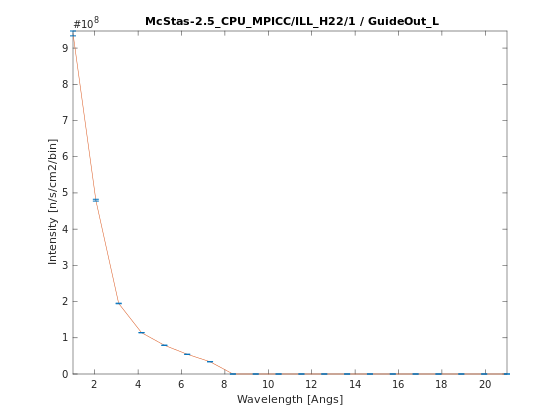 McStas-2.5_CPU_MPICC/ILL_H22/1 / GuideOut_L
#10^8
9
8
7
6
5
4
3
2
1
0
Intensity [n/s/cm2/bin]
2 4 6 8 10 12 14 16 18 20
Wavelength [Angs]